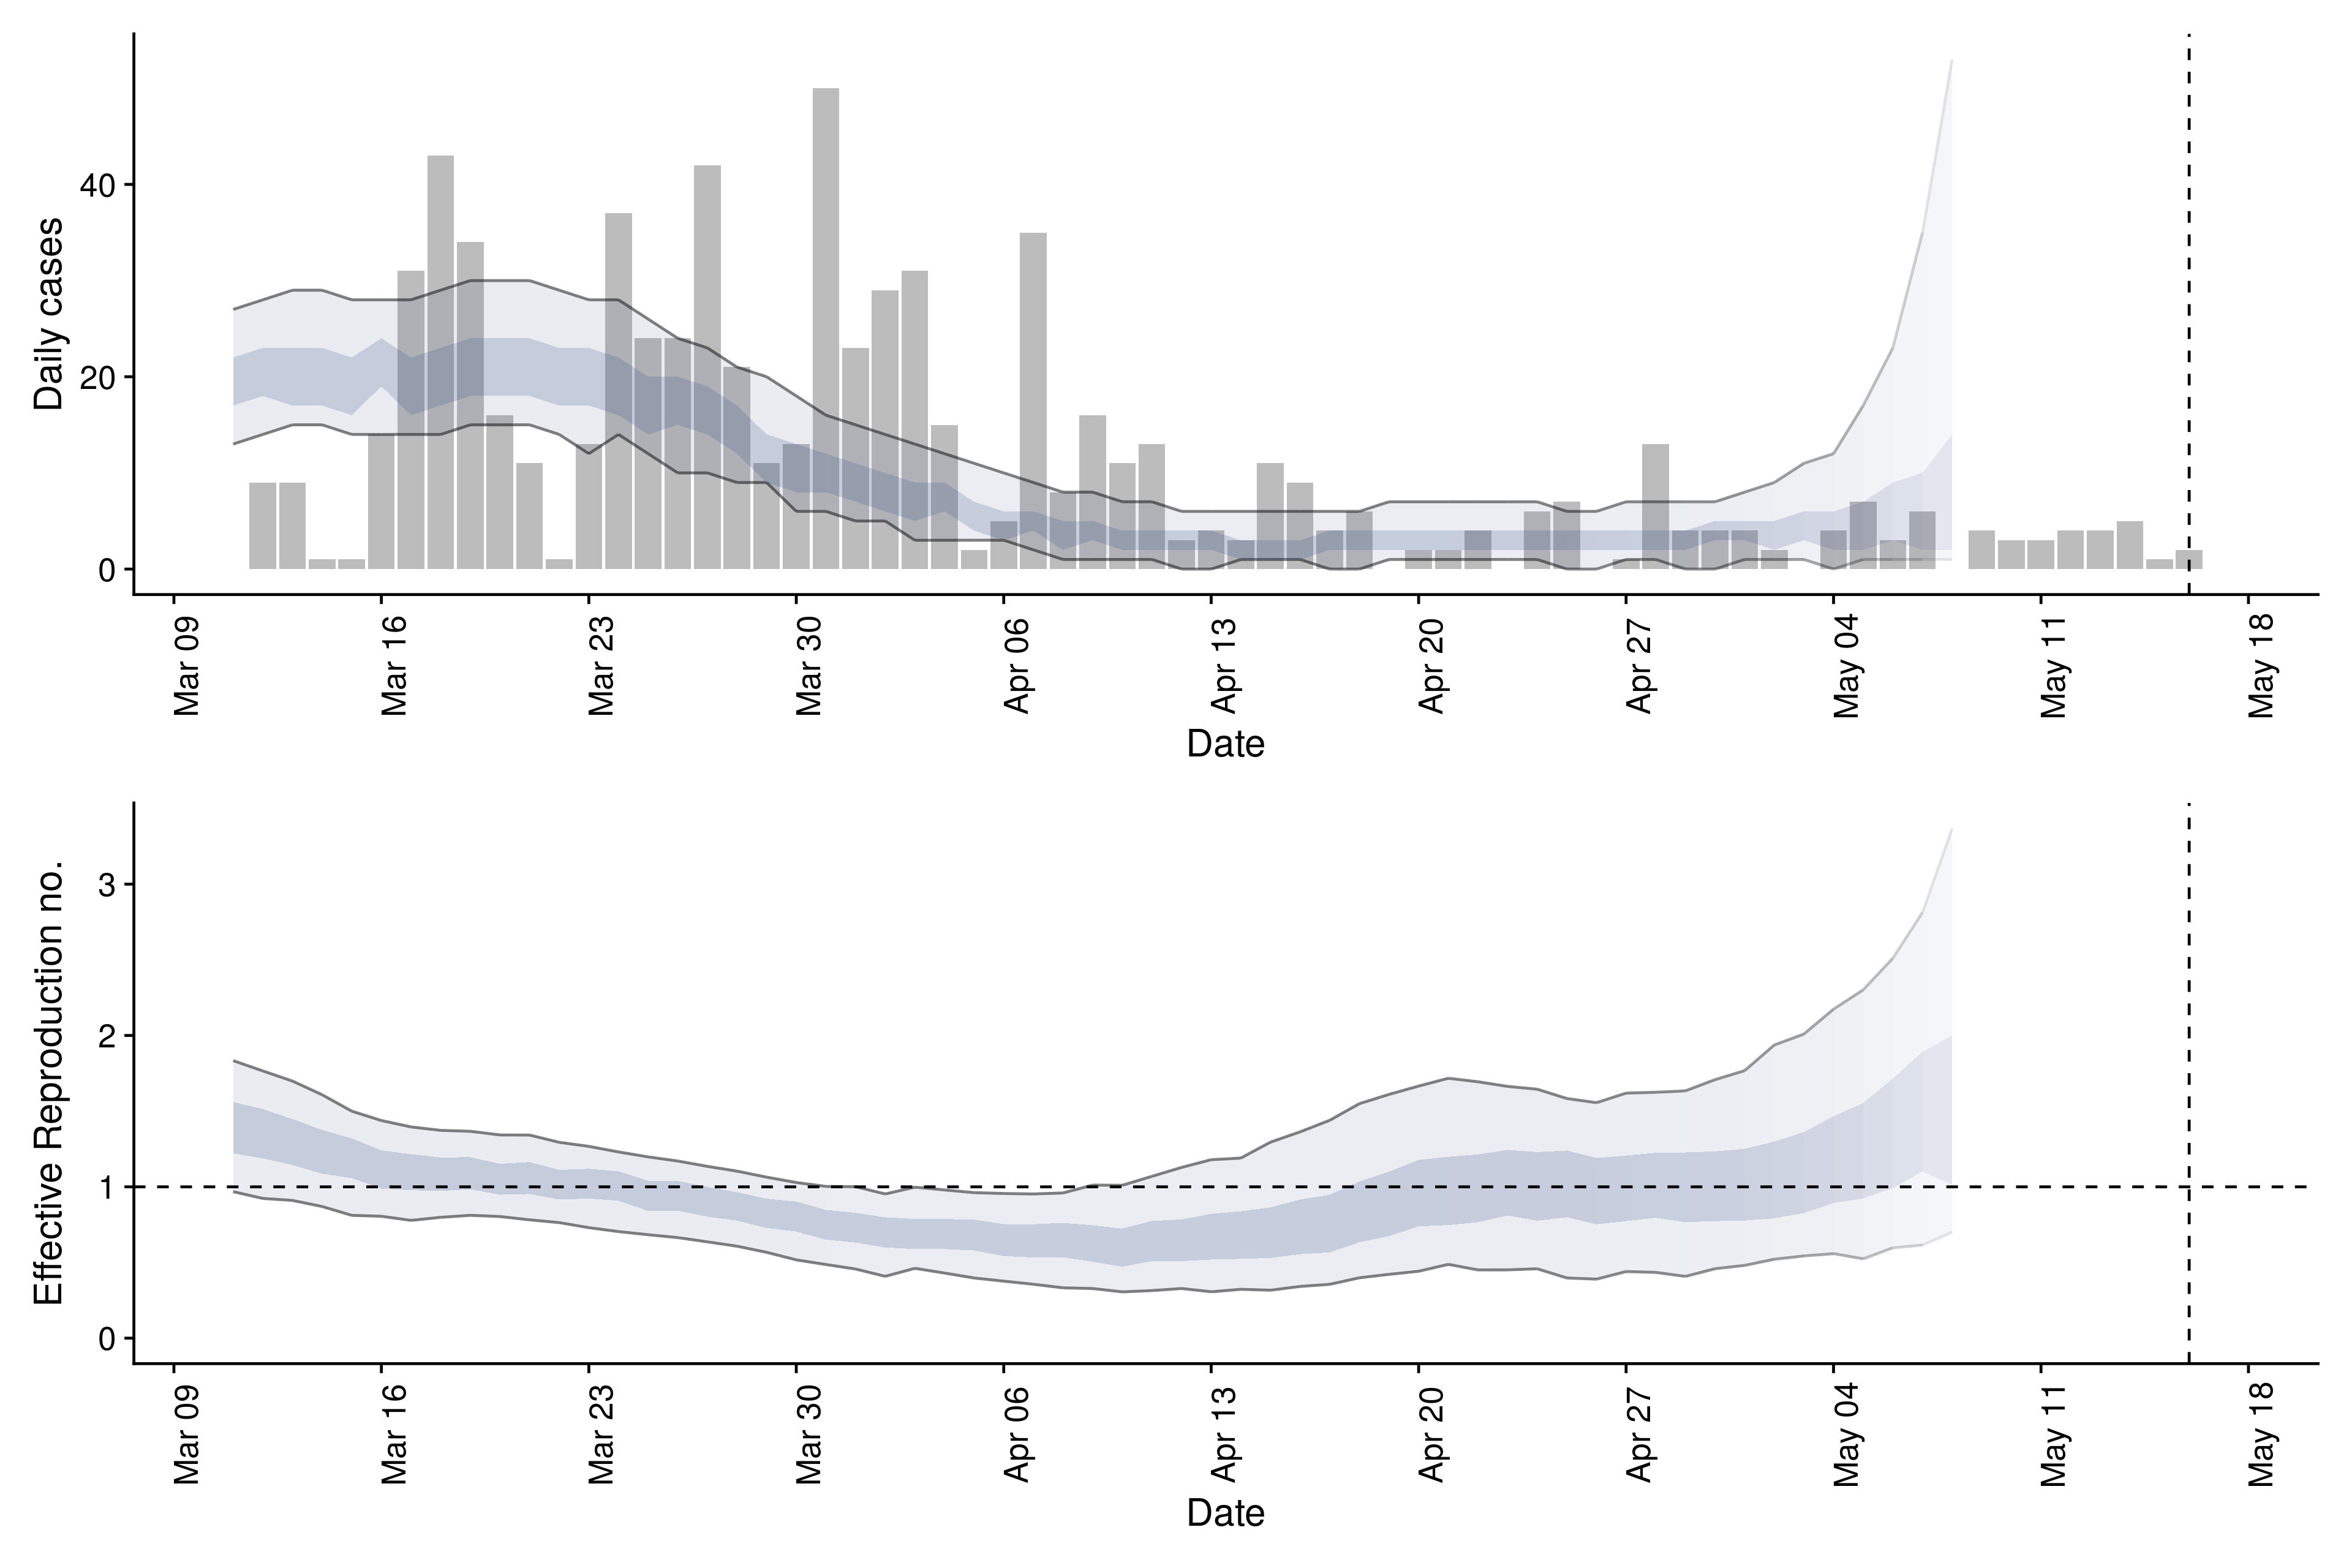 Daily cases
40
20
0
Mar 09
Mar 16
Mar 23
Mar 30
Apr 06
Apr 13
Apr 20
Apr 27
May 04
May 11
May 18
Date
Effective Reproduction no.
3
2
1
0
Mar 09
Mar 16
Mar 23
Mar 30
Apr 06
Apr 13
Apr 20
Apr 27
May 04
May 11
May 18
Date